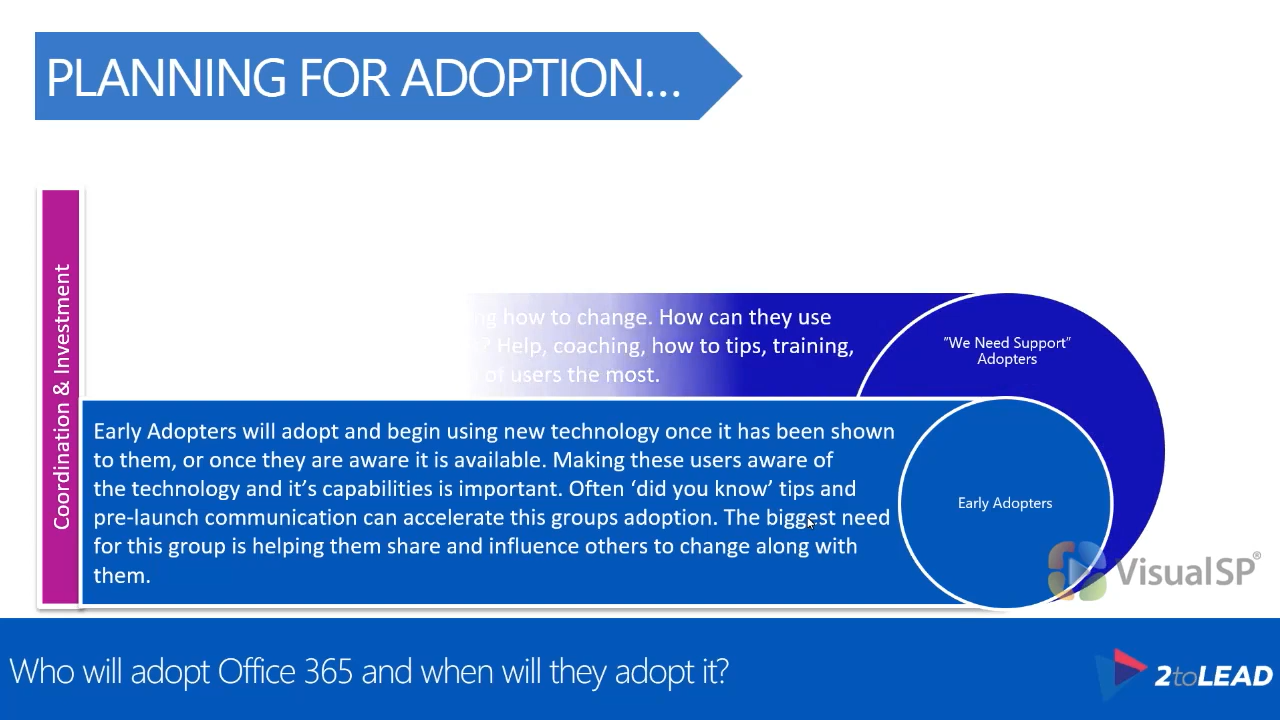 PLANNING FOR ADOPTION...
Coordination & Investment
how to change. How can they use
? Help, coaching, how to tips, training,
of users the most.
"We Need Support"
Adopters
Early Adopters will adopt and begin using new technology once it has been shown
to them, or once they are aware it is available. Making these users aware of
the technology and it's capabilities is important. Often 'did you know' tips and
pre-launch communication can accelerate this groups adoption. The biggest need
for this group is helping them share and influence others to change along with
them.
Early Adopters
VisualSP®
Who will adopt Office 365 and when will they adopt it?
2toLEAD